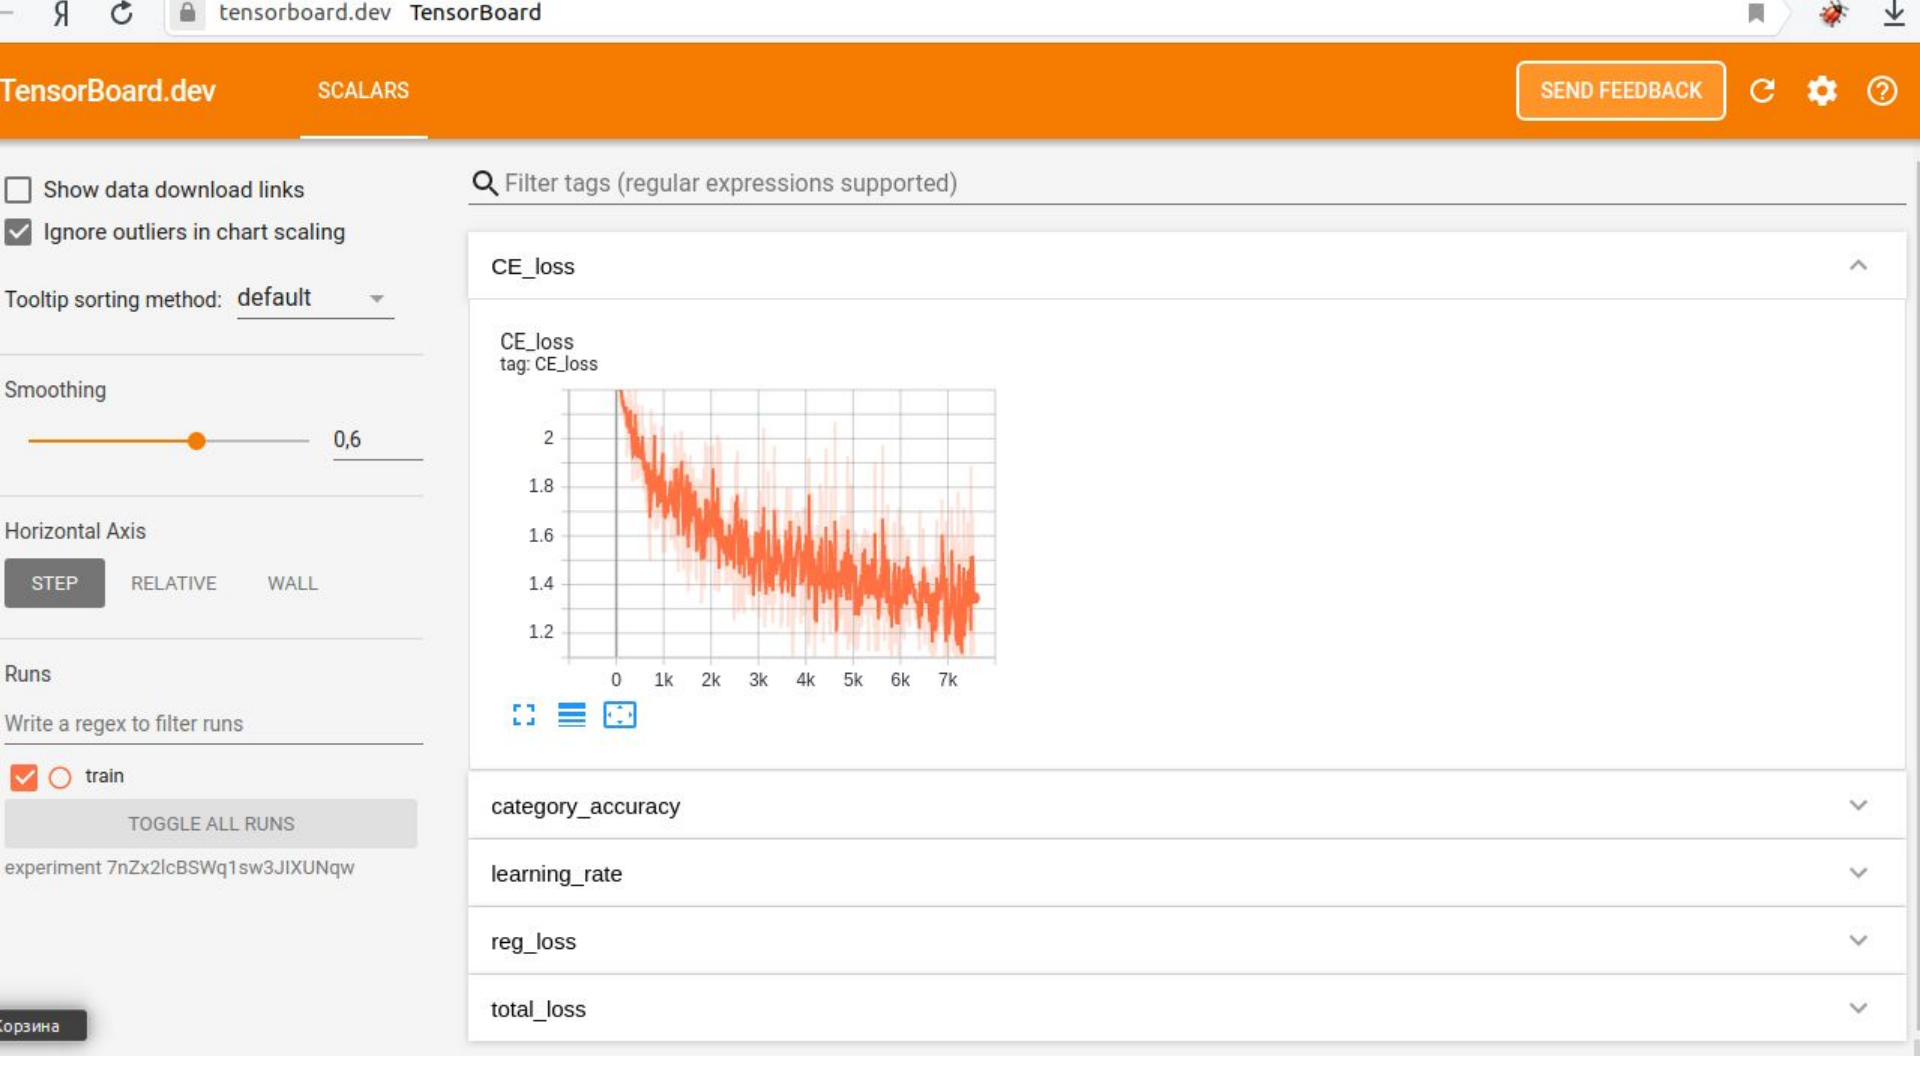 Я tensorboard.dev TensorBoard
TensorBoard.dev SCALARS SEND FEEDBACK
Show data download links
Ignore outliers in chart scaling
Tooltip sorting method: default
Smoothing
0,6
Horizontal Axis
STEP RELATIVE WALL
Runs
Write a regex to filter runs
train
TOGGLE ALL RUNS
experiment 7nZx2lcBSWq1sw3JIXUNqw
Корзина
Filter tags (regular expressions supported)
CE_loss
CE_loss
tag: CE_loss
2
1.8
1.6
1.4
1.2
0 1k 2k 3k 4k 5k 6k 7k
category_accuracy
learning_rate
reg_loss
total_loss